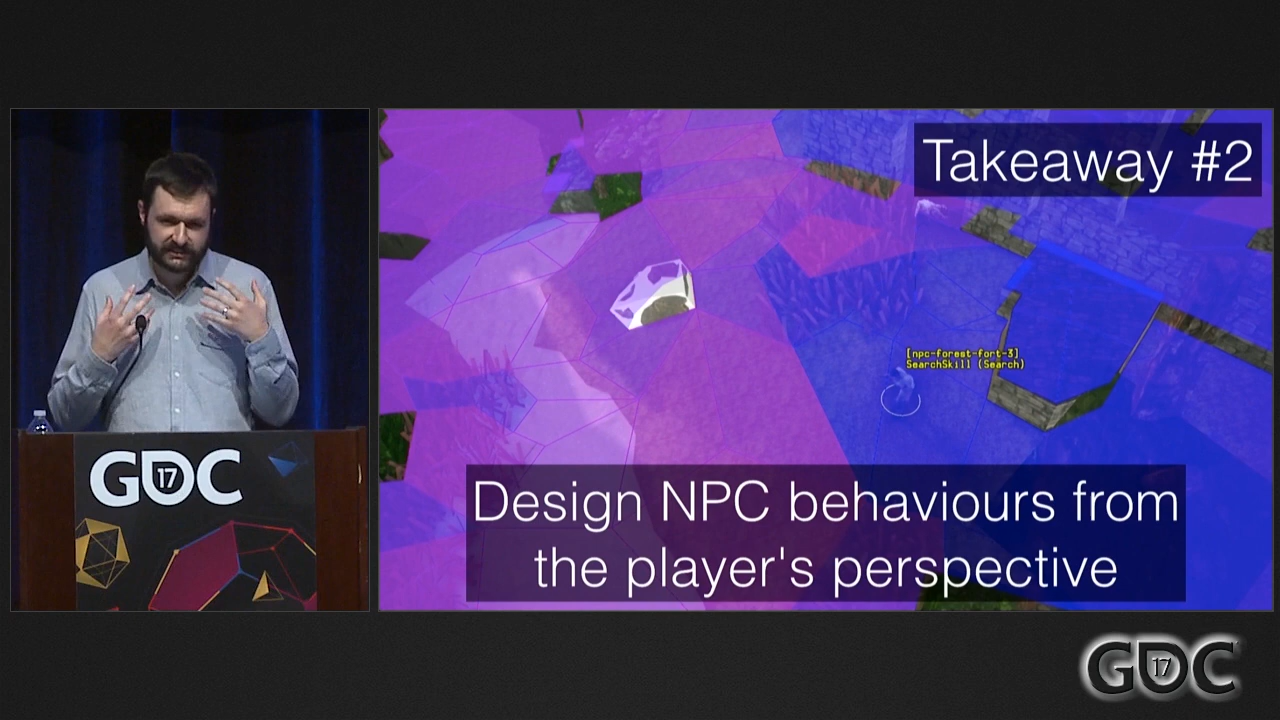 Takeaway #2
[npc-forest-fort-3]
SearchSkill (Search)
Design NPC behaviours from
the player's perspective
GDC
17
GDC
17